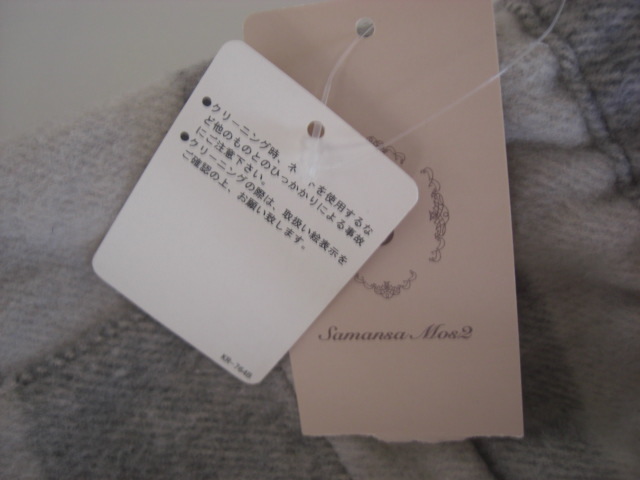 ●クリーニング時、ネ を使用するな
ど他のものとのひっかかりによる事故
にご注意下さい。
●クリーニングの際は、取扱い絵表示を
ご確認の上、お願い致します。
KR-7640
Samansa Mos2